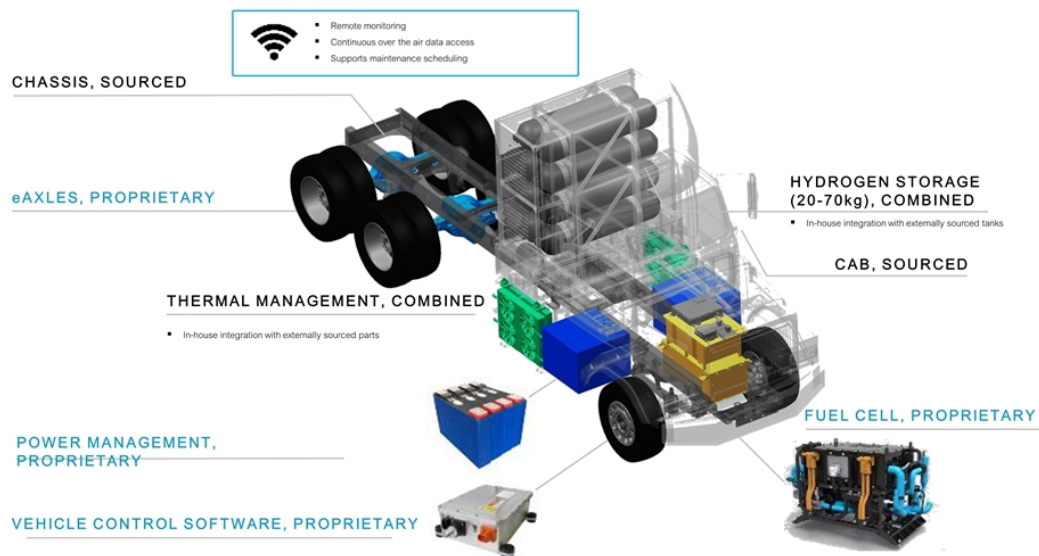 Remote monitoring
Continuous over the air data access
Supports maintenance scheduling
CHASSIS, SOURCED
eAXLES, PROPRIETARY
HYDROGEN STORAGE
(20-70kg), COMBINED
In-house integration with externally sourced tanks
CAB, SOURCED
THERMAL MANAGEMENT, COMBINED
In-house integration with externally sourced parts
FUEL CELL, PROPRIETARY
POWER MANAGEMENT,
PROPRIETARY
VEHICLE CONTROL SOFTWARE, PROPRIETARY